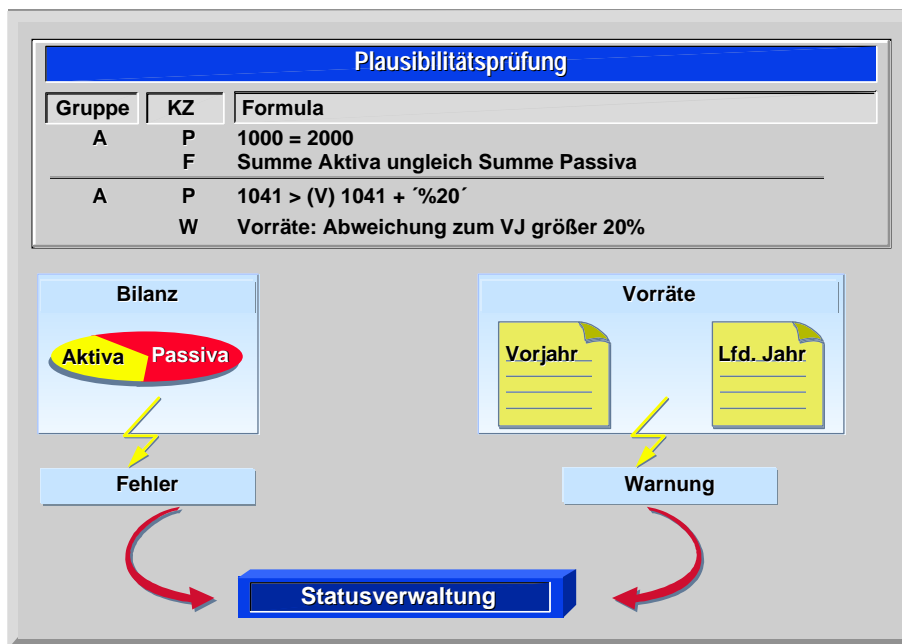 Plausibilitätsprüfung
Gruppe KZ Formula
A P 1000 = 2000
F Summe Aktiva ungleich Summe Passiva
A P 1041 > (V) 1041 + ´%20´
W Vorräte: Abweichung zum VJ größer 20%
Bilanz
Aktiva Passiva
Fehler
Vorräte
Vorjahr
Lfd. Jahr
Warnung
Statusverwaltung